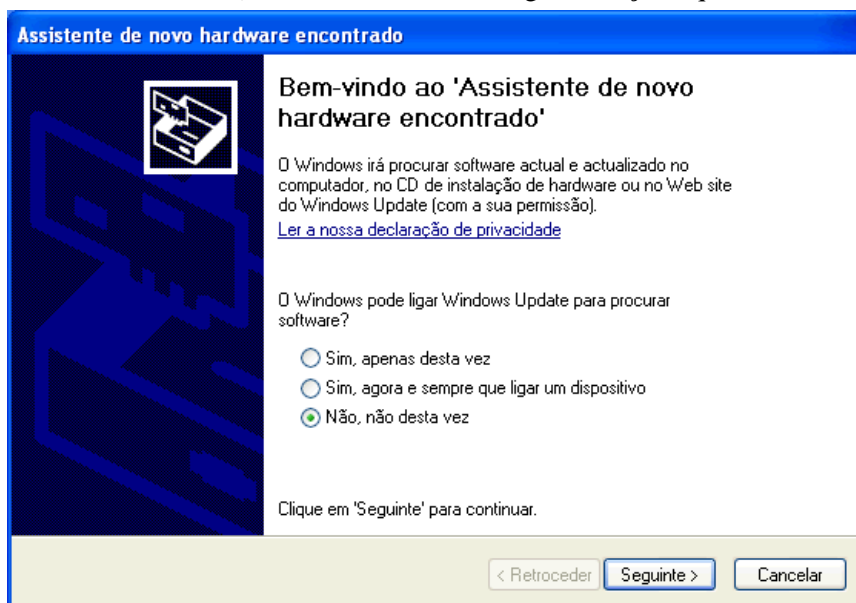 Assistente de novo hardware encontrado
Bem-vindo ao 'Assistente de novo
hardware encontrado'
O Windows irá procurar software actual e actualizado no
computador, no CD de instalação de hardware ou no Web site
do Windows Update (com a sua permissão).
Ler a nossa declaração de privacidade
O Windows pode ligar Windows Update para procurar
software?
Sim, apenas desta vez
Sim, agora e sempre que ligar um dispositivo
Não, não desta vez
Clique em 'Seguinte' para continuar.
< Retroceder Seguinte > Cancelar